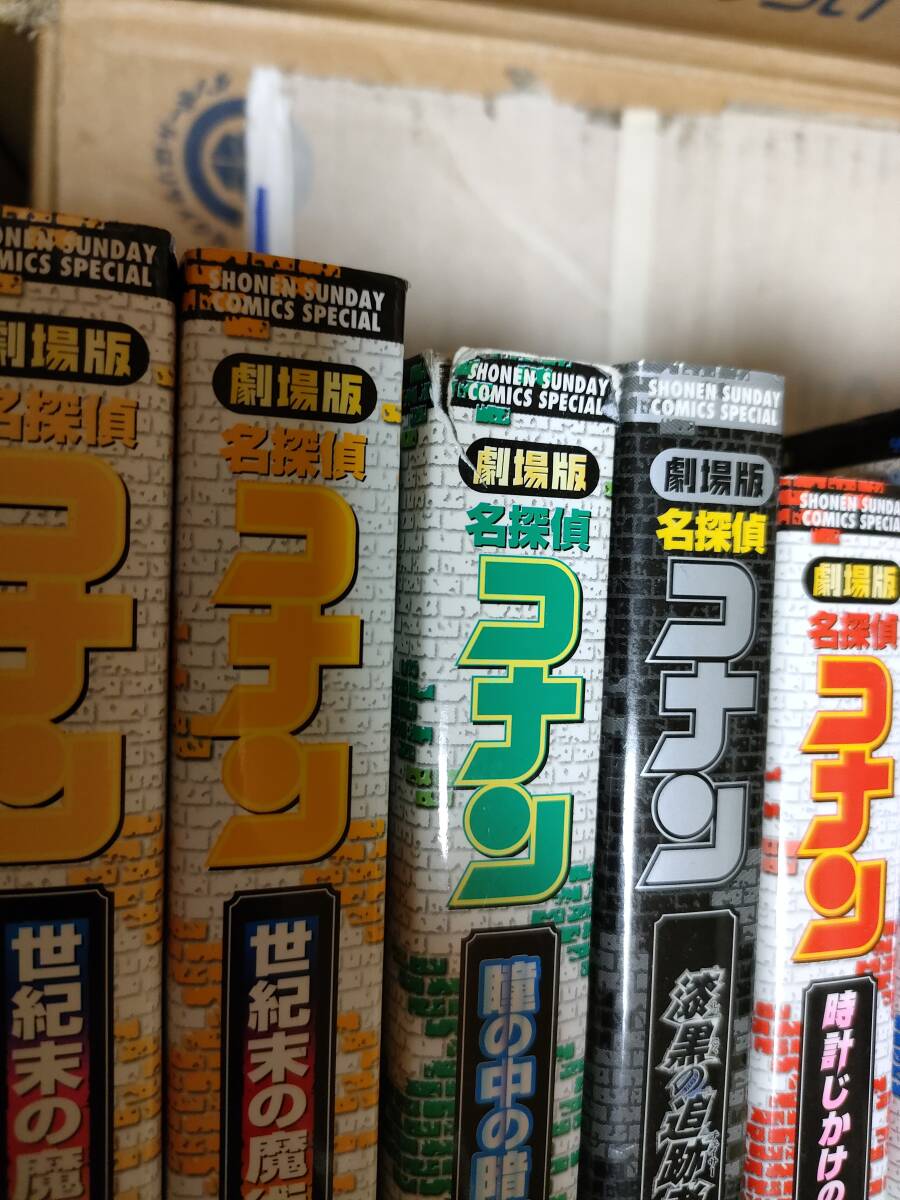 ONEN SUNDAY
MICS SPECIAL
劇場版
名探偵
コナン
世紀末の魔
SHONEN SUNDAY
COMICS SPECIAL
劇場版
名探偵
コナン
世紀末の魔術
SHONEN SUNDAY
COMICS SPECIAL
劇場版
名探偵
コナン
瞳の中の暗
SHONEN SUNDAY
COMICS SPECIAL
劇場版
名探偵
コナン
漆黒の追跡者
SHONEN SUNDA
COMICS SPECIA
劇場版
名探偵
コナン
時計じかけの